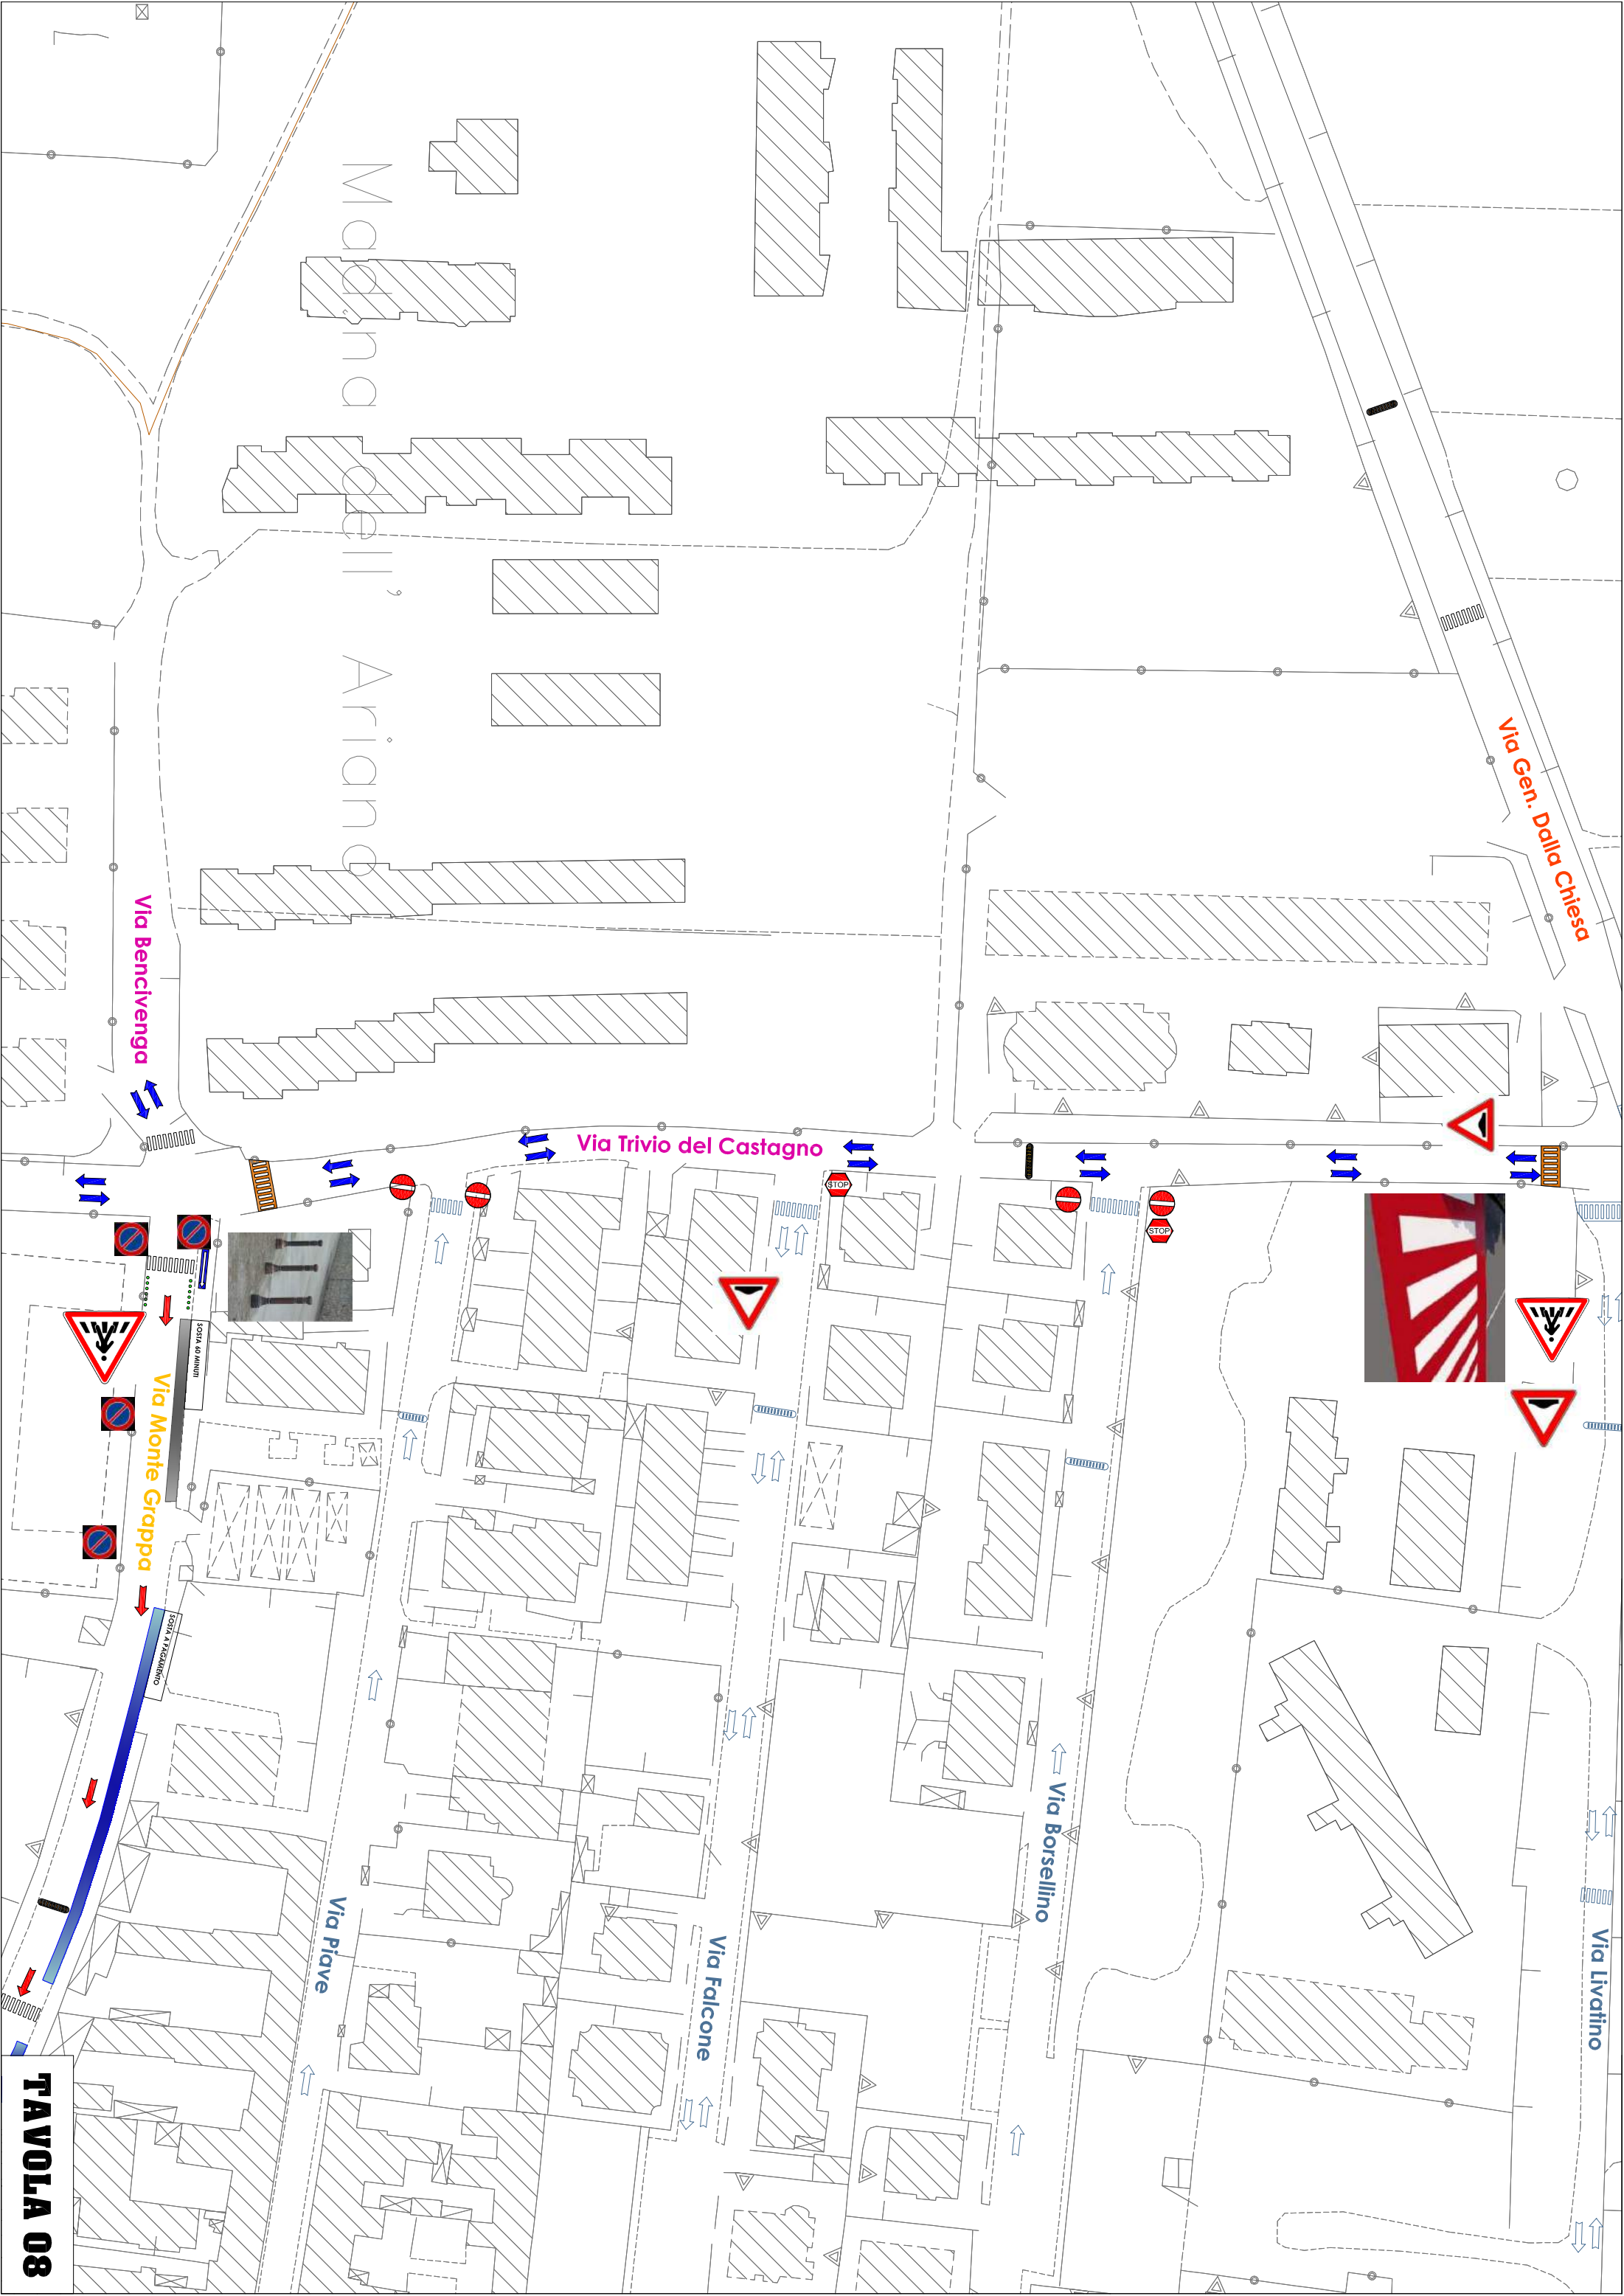 Via Gen. Dalla Chiesa
Madonna dell' Ariano
Via Bencivenga
Via Trivio del Castagno
STOP
STOP
SOSTA 60 MINUTI
Via Monte Grappa
SOSTA A PAGAMENTO
Via Piave
Via Falcone
Via Borsellino
Via Livatino
TAVOLA 08